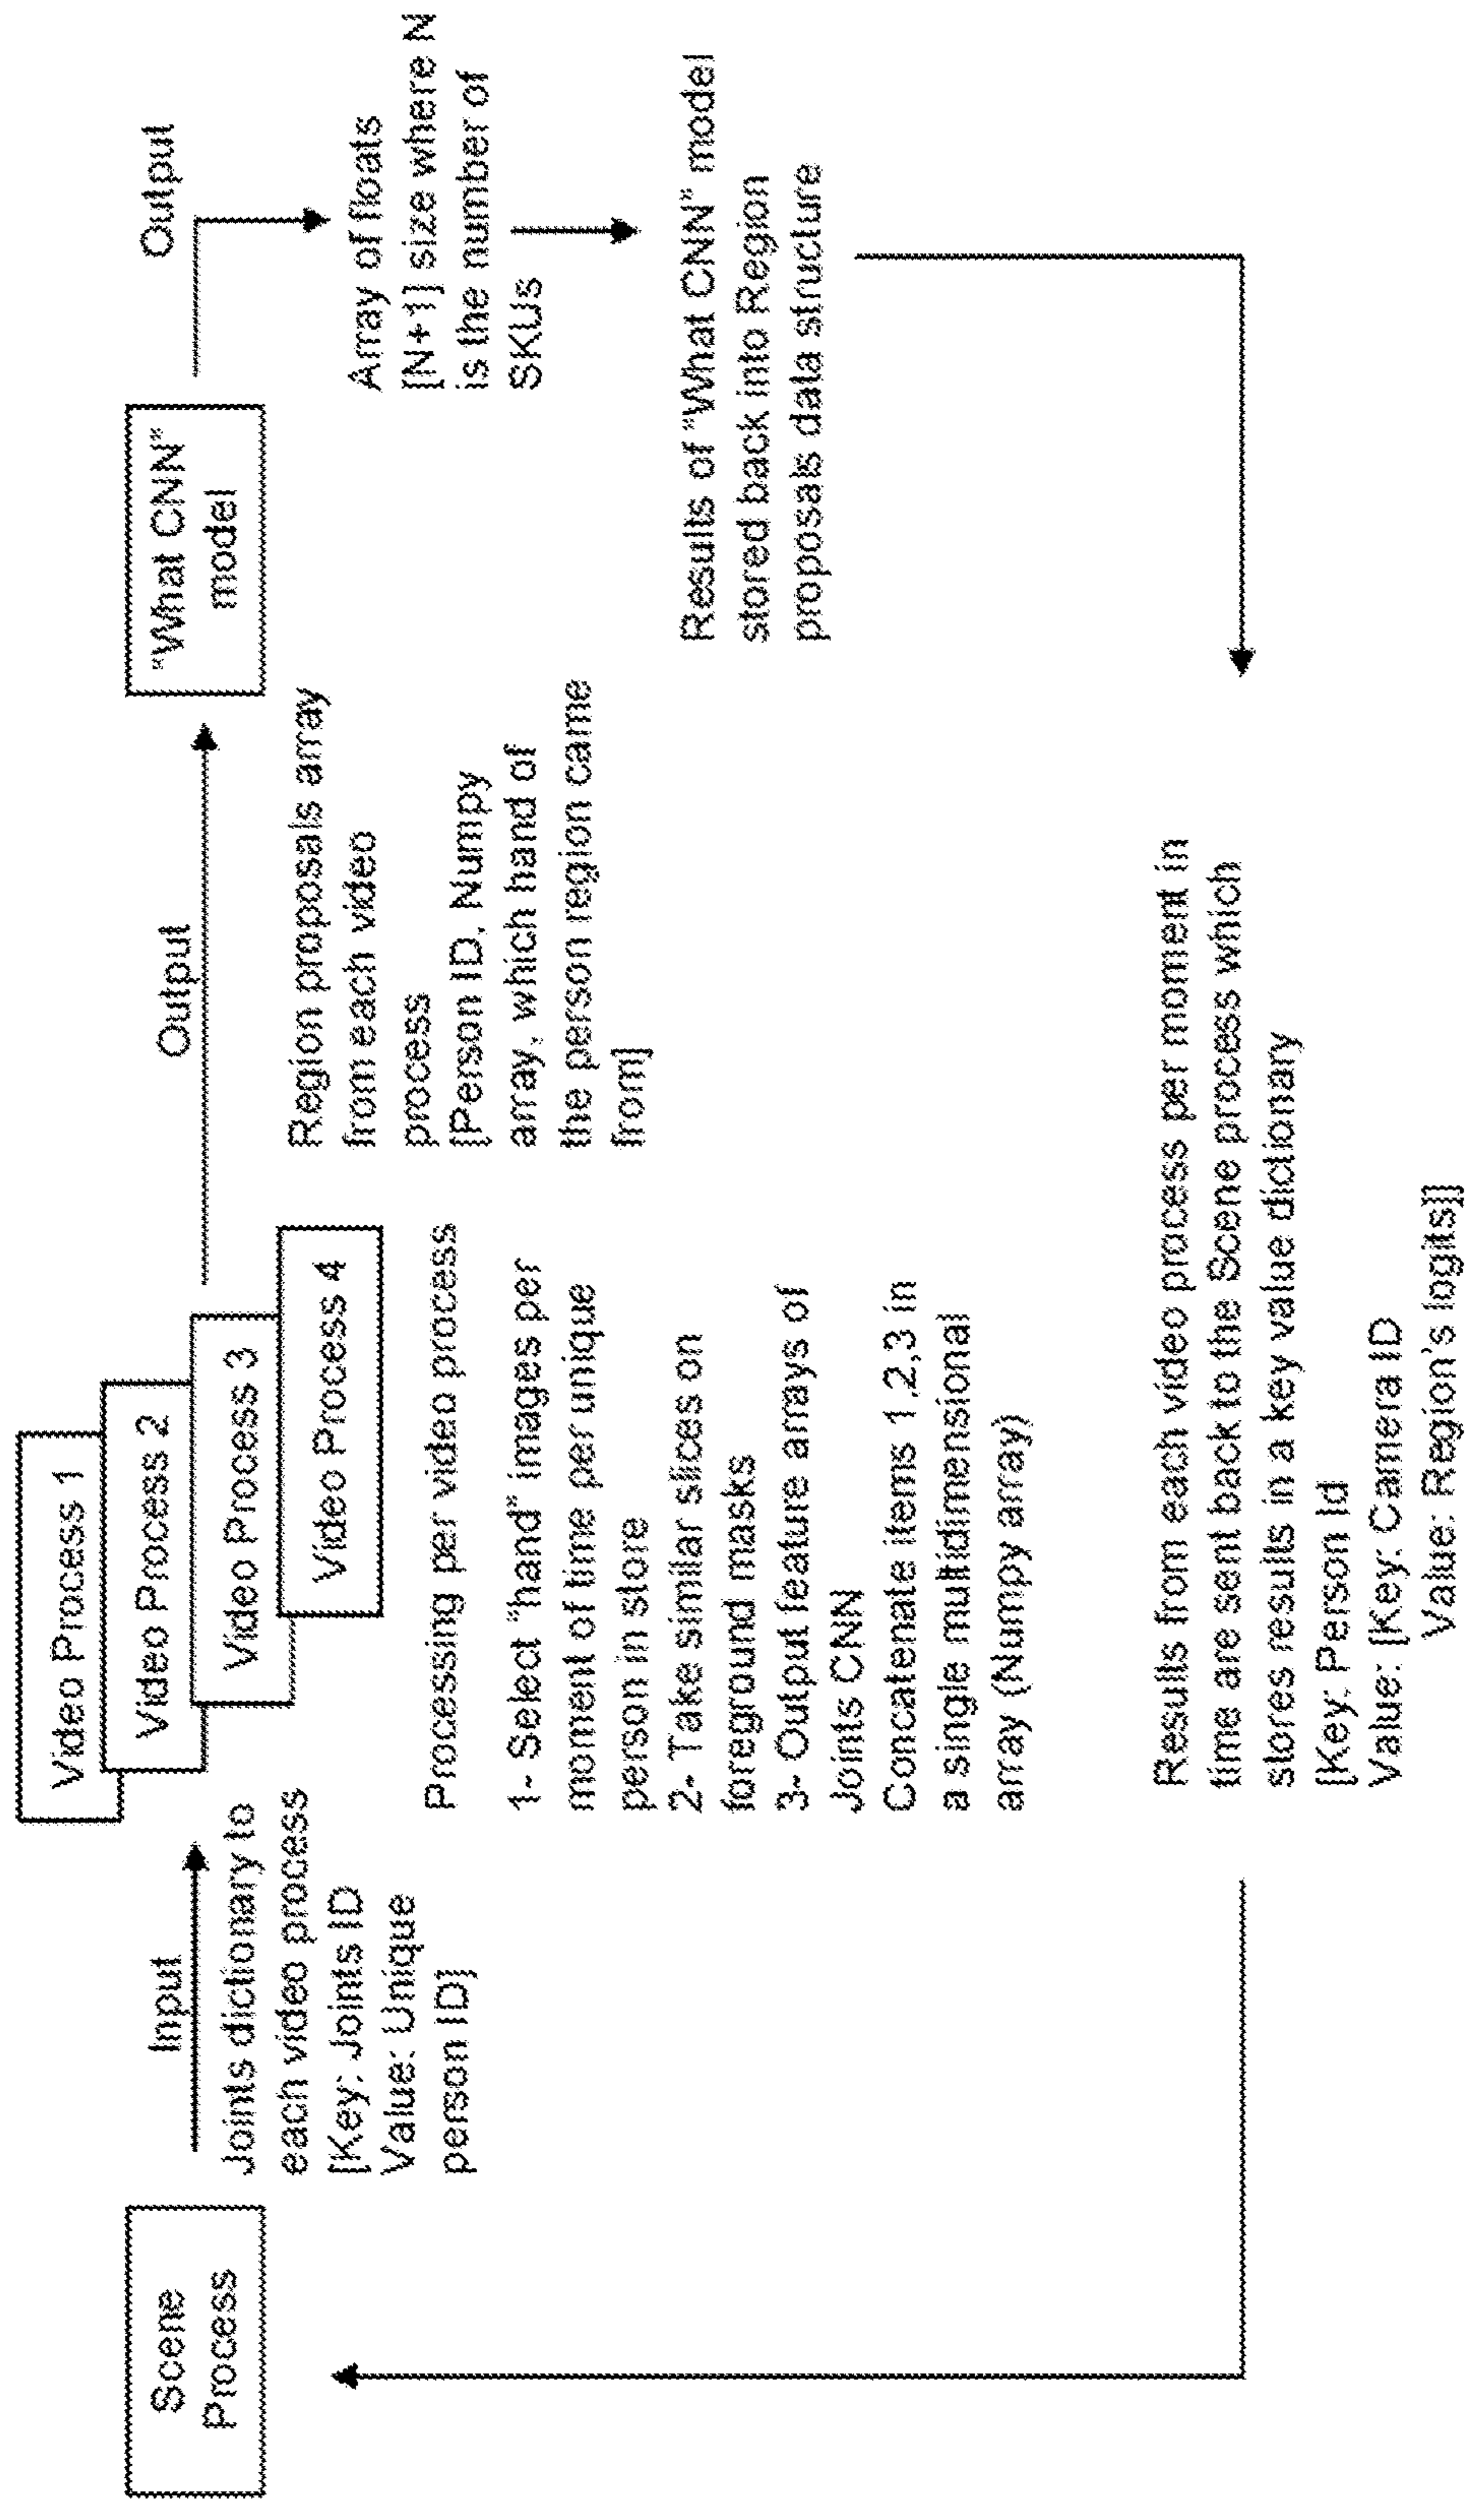 Scene
Process
Input
Joints dictionary to
each video process
[Key: Joints ID
Value: Unique
person ID]
Video Process 1
Video Process 2
Video Process 3
Video Process 4
Processing per video process
1- Select "hand" images per
moment of time per unique
person in store
2- Take similar slices on
foreground masks
3- Output feature arrays of
Joints CNN
Concatenate items 1,2,3 in
a single multidimensional
array (Numpy array)
Output
Region proposals array
from each video
process
[Person ID, Numpy
array, which hand of
the person region came
from]
"What CNN"
model
Output
Array of floats
[N+1] size where N
is the number of
SKUs
Results of "What CNN" model
stored back into Region
proposals data structure
Results from each video process per moment in
time are sent back to the Scene process which
stores results in a key value dictionary
[Key: Person Id
Value: [Key: Camera ID
Value: Region's logits]]